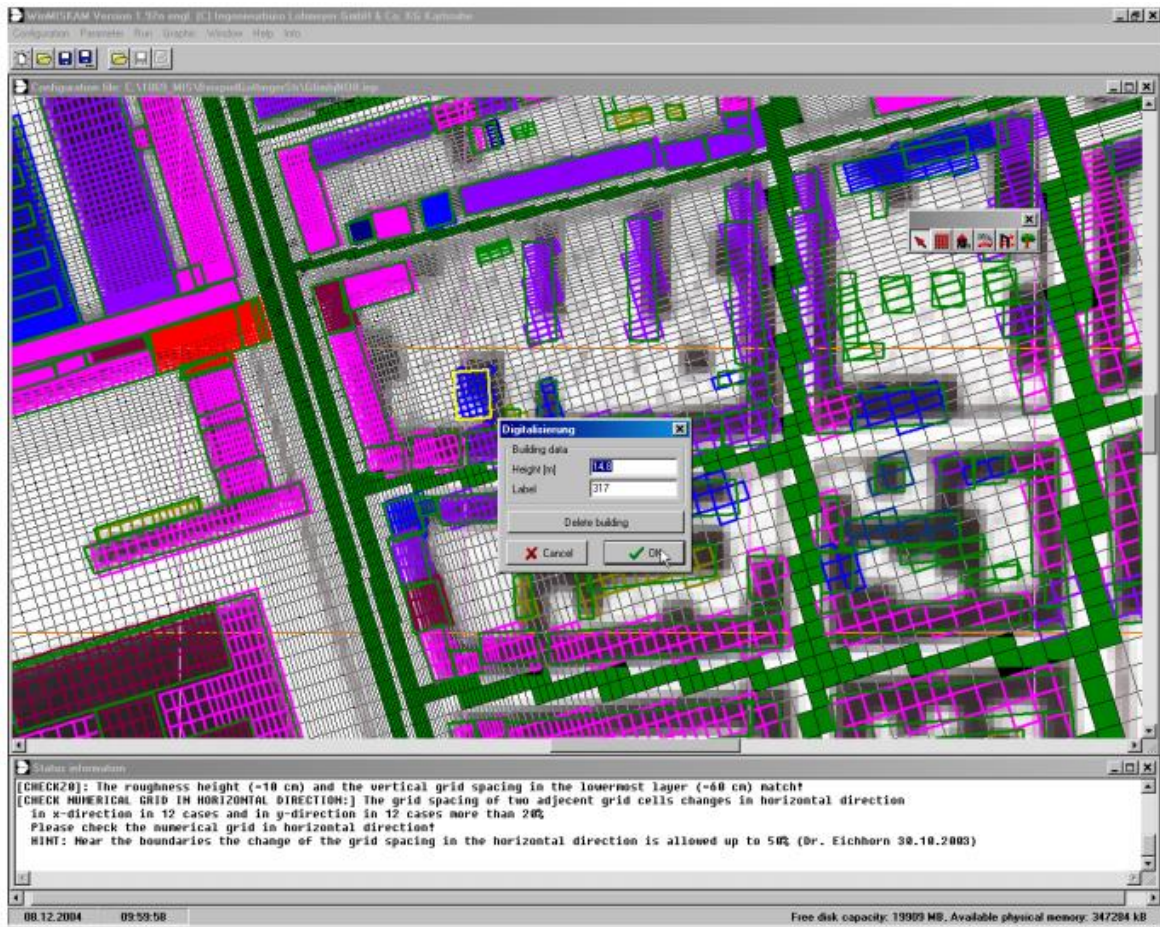 WinMISKAM Version 1.97n engl. (C) Ingenieurbüro Lohmeyer GmbH & Co. KG Karlsruhe
Configuration Parameter Run Graphic Window Help Info
Configuration file:
Digitalisierung
Building data
Height [m] 14.8
Label 317
Delete building
Cancel OK
Status information
[CHECKZ0]: The roughness height (=10 cm) and the vertical grid spacing in the lowermost layer (=60 cm) match!
[CHECK NUMERICAL GRID IN HORIZONTAL DIRECTION:] The grid spacing of two adjecent grid cells changes in horizontal direction
in x-direction in 12 cases and in y-direction in 12 cases more than 20%
Please check the numerical grid in horizontal direction!
HINT: Near the boundaries the change of the grid spacing in the horizontal direction is allowed up to 50% (Dr. Eichhorn 30.10.2003)
08.12.2004 09:59:58 Free disk capacity: 19909 MB, Available physical memory: 347284 kB